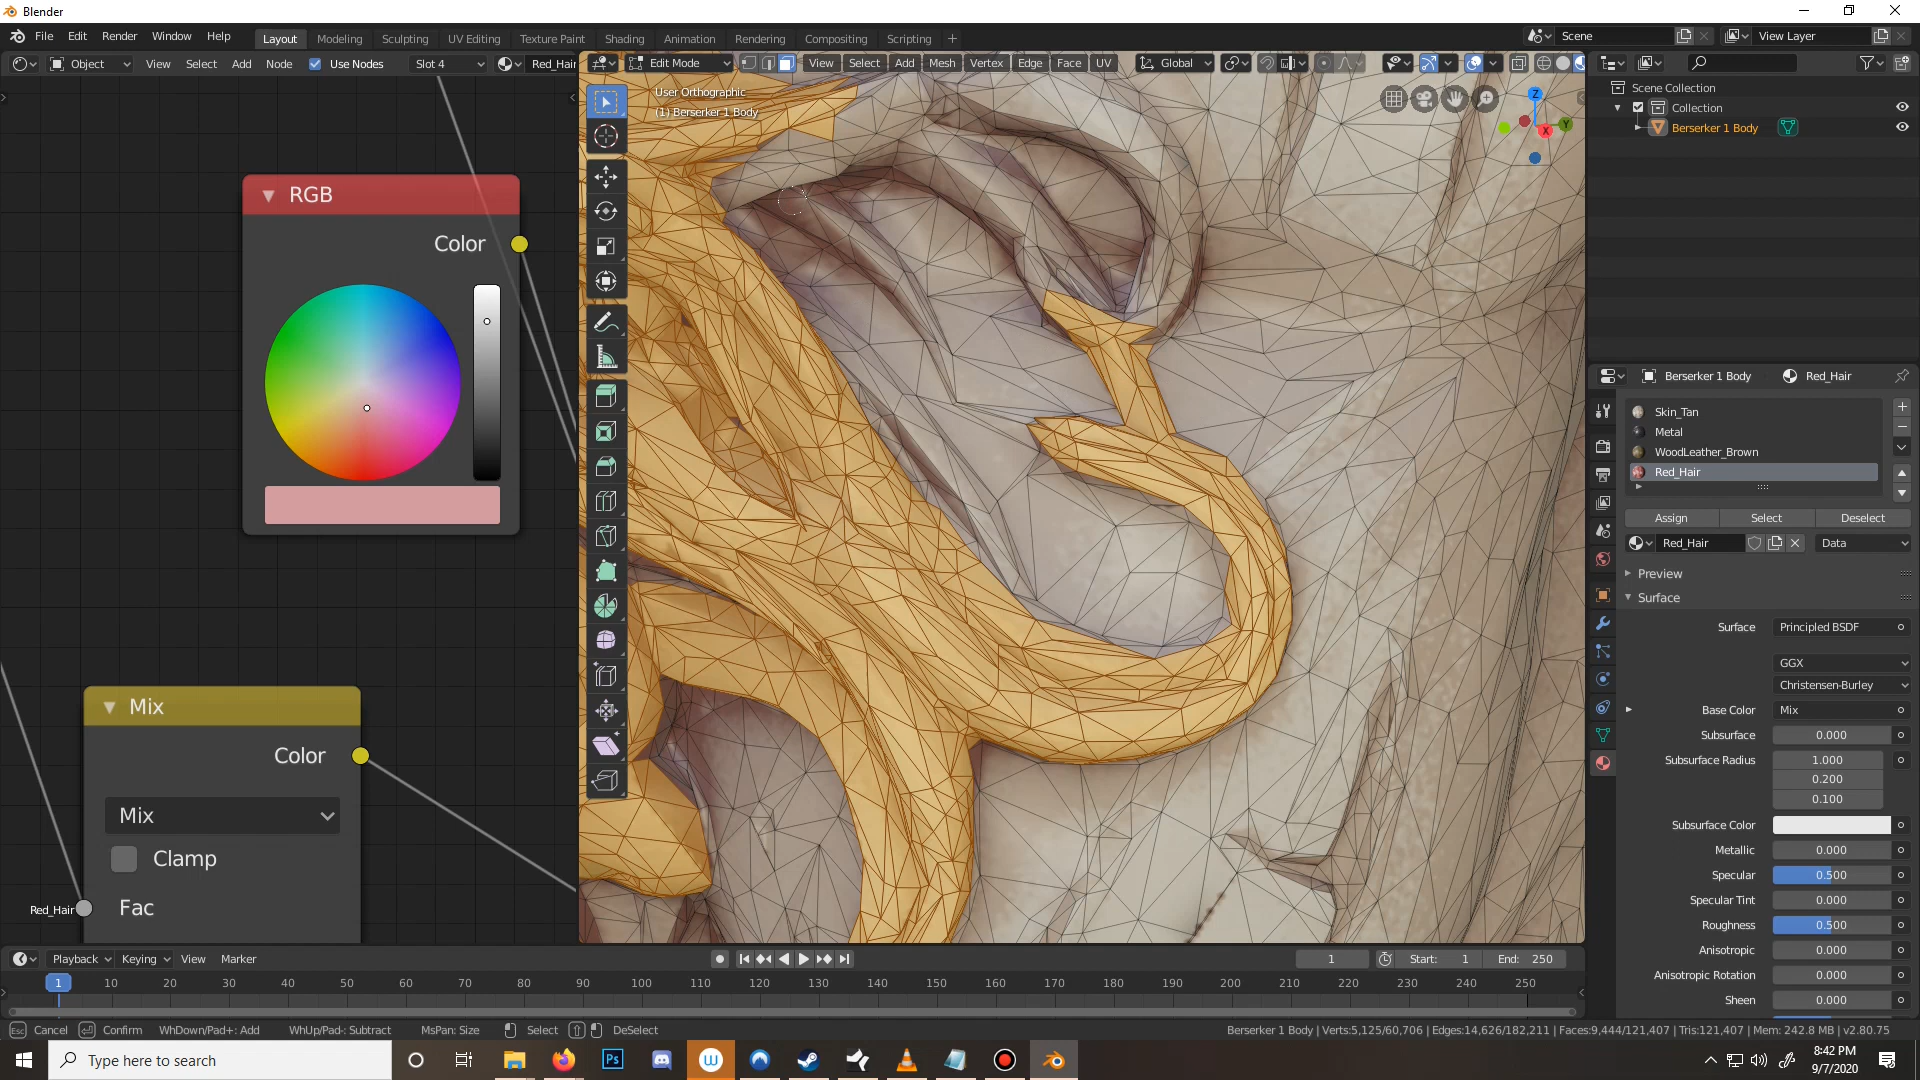 Blender
File Edit Render Window Help
Layout Modeling Sculpting UV Editing Texture Paint Shading Animation Rendering Compositing Scripting +
Scene View Layer
Object View Select Add Node Use Nodes Slot 4 Red_Hair
Edit Mode View Select Add Mesh Vertex Edge Face UV Global
User Orthographic
(1) Berserker 1 Body
Z
Y
X
RGB
Color
Mix
Color
Mix
Clamp
Red_Hair Fac
Scene Collection
Collection
Berserker 1 Body
Berserker 1 Body Red_Hair
Skin_Tan
Metal
WoodLeather_Brown
Red_Hair
Assign Select Deselect
Red_Hair Data
Preview
Surface
Surface Principled BSDF
GGX
Christensen-Burley
Base Color Mix
Subsurface 0.000
Subsurface Radius 1.000
0.200
0.100
Subsurface Color
Metallic 0.000
Specular 0.500
Specular Tint 0.000
Roughness 0.500
Anisotropic 0.000
Anisotropic Rotation 0.000
Sheen 0.000
Playback Keying View Marker 1 Start: 1 End: 250
1 10 20 30 40 50 60 70 80 90 100 110 120 130 140 150 160 170 180 190 200 210 220 230 240 250
Esc Cancel Confirm WhDown/Pad+: Add WhUp/Pad-: Subtract MsPan: Size Select DeSelect
Berserker 1 Body | Verts:5,125/60,706 | Edges:14,626/182,211 | Faces:9,444/121,407 | Tris:121,407 | Mem: 242.8 MB | v2.80.75
Type here to search
Ps
8:42 PM
9/7/2020